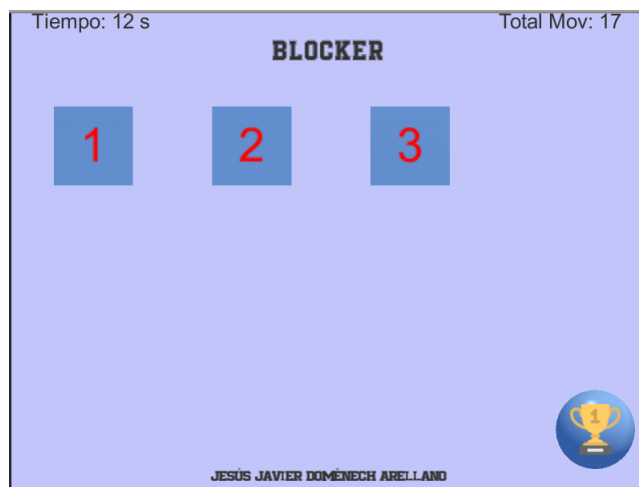 Tiempo: 12 s Total Mov: 17
BLOCKER
1 2 3
1
JESÚS JAVIER DOMÉNECH ARELLANO